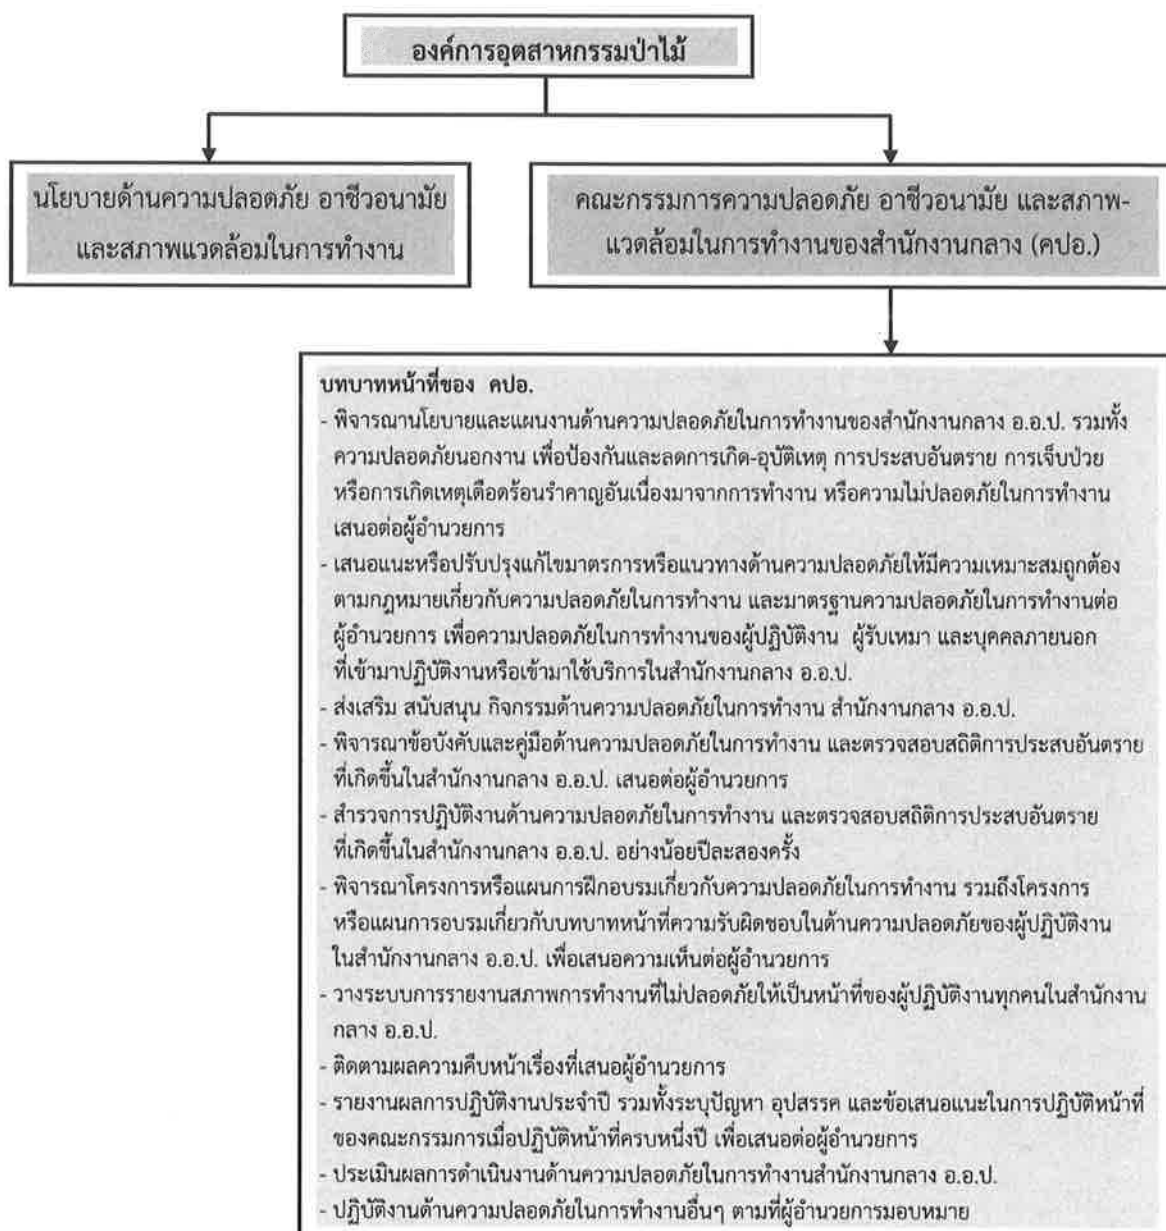 องค์การอุตสาหกรรมป่าไม้
นโยบายด้านความปลอดภัย อาชีวอนามัย
และสภาพแวดล้อมในการทำงาน
คณะกรรมการความปลอดภัย อาชีวอนามัย และสภาพ-
แวดล้อมในการทำงานของสำนักงานกลาง (คปอ.)
บทบาทหน้าที่ของ คปอ.
- พิจารณานโยบายและแผนงานด้านความปลอดภัยในการทำงานของสำนักงานกลาง อ.อ.ป. รวมทั้ง
ความปลอดภัยนอกงาน เพื่อป้องกันและลดการเกิด-อุบัติเหตุ การประสบอันตราย การเจ็บป่วย
หรือการเกิดเหตุเดือดร้อนรำคาญอันเนื่องมาจากการทำงาน หรือความไม่ปลอดภัยในการทำงาน
เสนอต่อผู้อำนวยการ
- เสนอแนะหรือปรับปรุงแก้ไขมาตรการหรือแนวทางด้านความปลอดภัยให้มีความเหมาะสมถูกต้อง
ตามกฎหมายเกี่ยวกับความปลอดภัยในการทำงาน และมาตรฐานความปลอดภัยในการทำงานต่อ
ผู้อำนวยการ เพื่อความปลอดภัยในการทำงานของผู้ปฏิบัติงาน ผู้รับเหมา และบุคคลภายนอก
ที่เข้ามาปฏิบัติงานหรือเข้ามาใช้บริการในสำนักงานกลาง อ.อ.ป.
- ส่งเสริม สนับสนุน กิจกรรมด้านความปลอดภัยในการทำงาน สำนักงานกลาง อ.อ.ป.
- พิจารณาข้อบังคับและคู่มือด้านความปลอดภัยในการทำงาน และตรวจสอบสถิติการประสบอันตราย
ที่เกิดขึ้นในสำนักงานกลาง อ.อ.ป. เสนอต่อผู้อำนวยการ
- สำรวจการปฏิบัติงานด้านความปลอดภัยในการทำงาน และตรวจสอบสถิติการประสบอันตราย
ที่เกิดขึ้นในสำนักงานกลาง อ.อ.ป. อย่างน้อยปีละสองครั้ง
- พิจารณาโครงการหรือแผนการฝึกอบรมเกี่ยวกับความปลอดภัยในการทำงาน รวมถึงโครงการ
หรือแผนการอบรมเกี่ยวกับบทบาทหน้าที่ความรับผิดชอบในด้านความปลอดภัยของผู้ปฏิบัติงาน
ในสำนักงานกลาง อ.อ.ป. เพื่อเสนอความเห็นต่อผู้อำนวยการ
- วางระบบการรายงานสภาพการทำงานที่ไม่ปลอดภัยให้เป็นหน้าที่ของผู้ปฏิบัติงานทุกคนในสำนักงาน
กลาง อ.อ.ป.
- ติดตามผลความคืบหน้าเรื่องที่เสนอผู้อำนวยการ
- รายงานผลการปฏิบัติงานประจำปี รวมทั้งระบุปัญหา อุปสรรค และข้อเสนอแนะในการปฏิบัติหน้าที่
ของคณะกรรมการเมื่อปฏิบัติหน้าที่ครบหนึ่งปี เพื่อเสนอต่อผู้อำนวยการ
- ประเมินผลการดำเนินงานด้านความปลอดภัยในการทำงานสำนักงานกลาง อ.อ.ป.
- ปฏิบัติงานด้านความปลอดภัยในการทำงานอื่นๆ ตามที่ผู้อำนวยการมอบหมาย